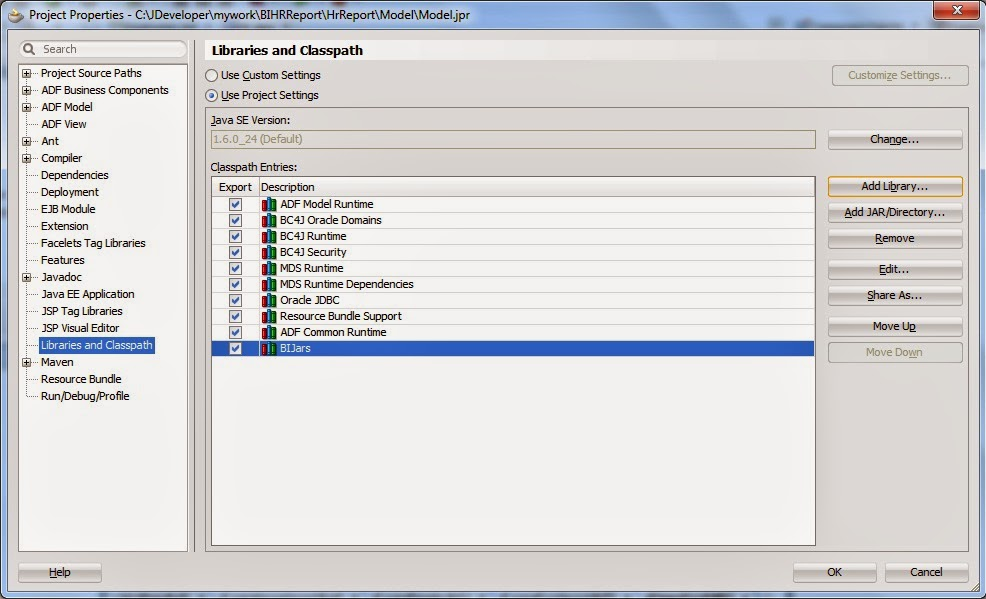 Project Properties - C:\JDeveloper\mywork\BIHRReport\HrReport\Model\Model.jpr
Search
Project Source Paths
ADF Business Components
ADF Model
ADF View
Ant
Compiler
Dependencies
Deployment
EJB Module
Extension
Facelets Tag Libraries
Features
Javadoc
Java EE Application
JSP Tag Libraries
JSP Visual Editor
Libraries and Classpath
Maven
Resource Bundle
Run/Debug/Profile
Libraries and Classpath
Use Custom Settings
Customize Settings...
Use Project Settings
Java SE Version:
1.6.0_24 (Default)
Change...
Classpath Entries:
Export Description
ADF Model Runtime
BC4J Oracle Domains
BC4J Runtime
BC4J Security
MDS Runtime
MDS Runtime Dependencies
Oracle JDBC
Resource Bundle Support
ADF Common Runtime
BIJars
Add Library...
Add JAR/Directory...
Remove
Edit...
Share As...
Move Up
Move Down
Help
OK
Cancel